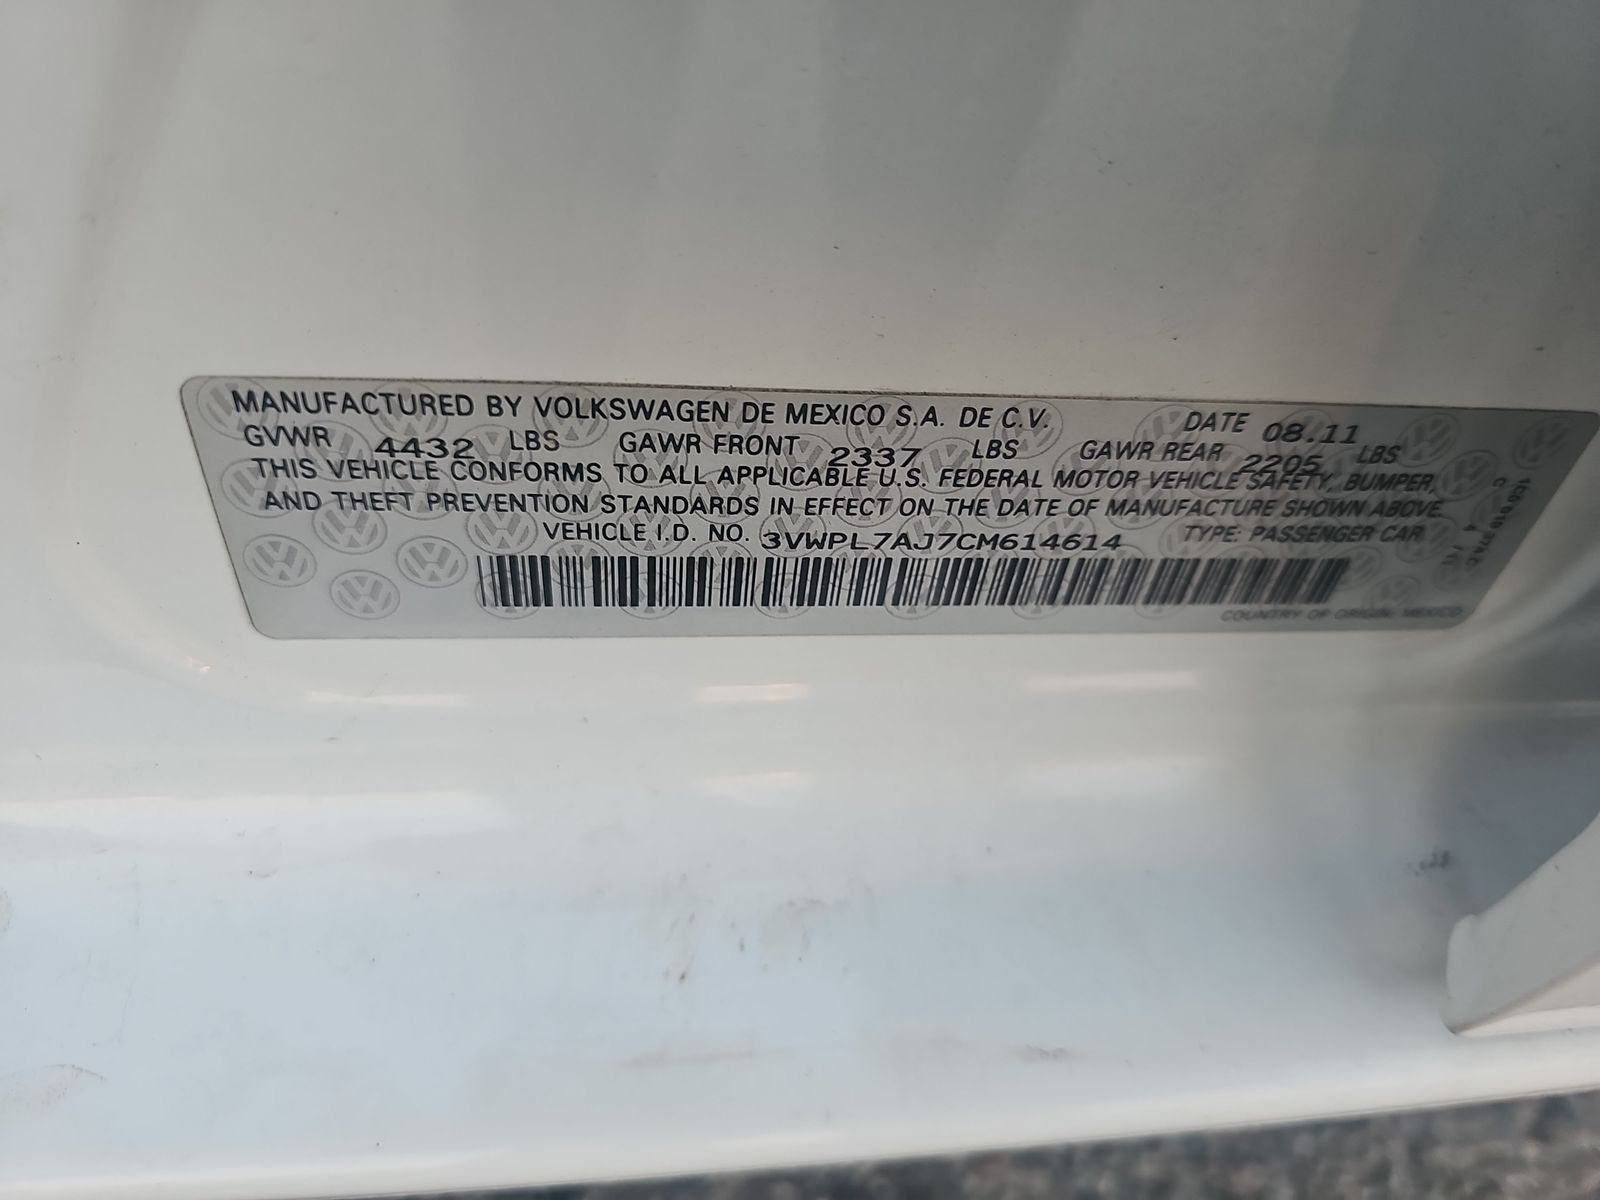 MANUFACTURED BY VOLKSWAGEN DE MEXICO S.A. DE C.V. DATE 08.11
GVWR 4432 LBS GAWR FRONT 2337 LBS GAWR REAR 2205 LBS
THIS VEHICLE CONFORMS TO ALL APPLICABLE U.S. FEDERAL MOTOR VEHICLE SAFETY, BUMPER,
AND THEFT PREVENTION STANDARDS IN EFFECT ON THE DATE OF MANUFACTURE SHOWN ABOVE.
VEHICLE I.D. NO. 3VWPL7AJ7CM614614 TYPE: PASSENGER CAR
COUNTRY OF ORIGIN: MEXICO